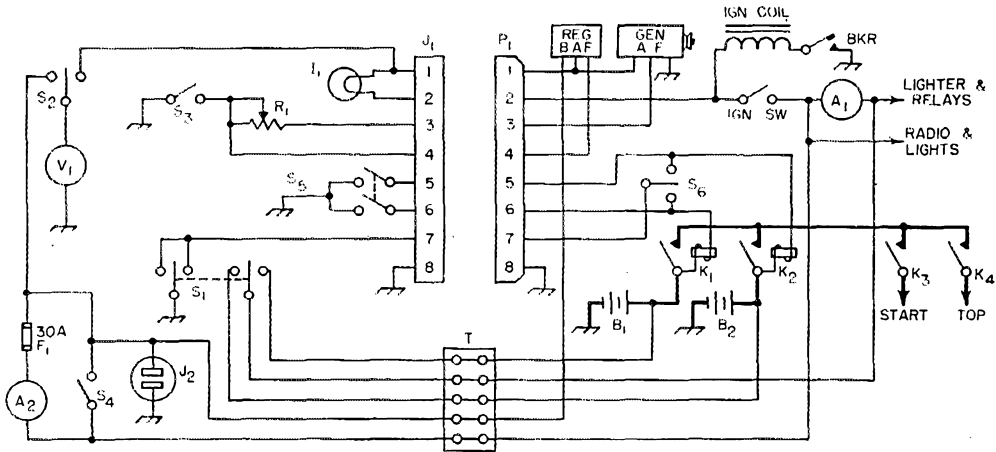 IGN COIL
BKR
REG
B A F
GEN
A F
J₁
P₁
I₁
S₂
S₃
R₁
V₁
S₅
S₁
1
2
3
4
5
6
7
8
1
2
3
4
5
6
7
8
IGN SW
A₁
LIGHTER &
RELAYS
RADIO &
LIGHTS
S₆
K₁
K₂
K₃
K₄
START
TOP
B₁
B₂
30A
F₁
A₂
S₄
J₂
T